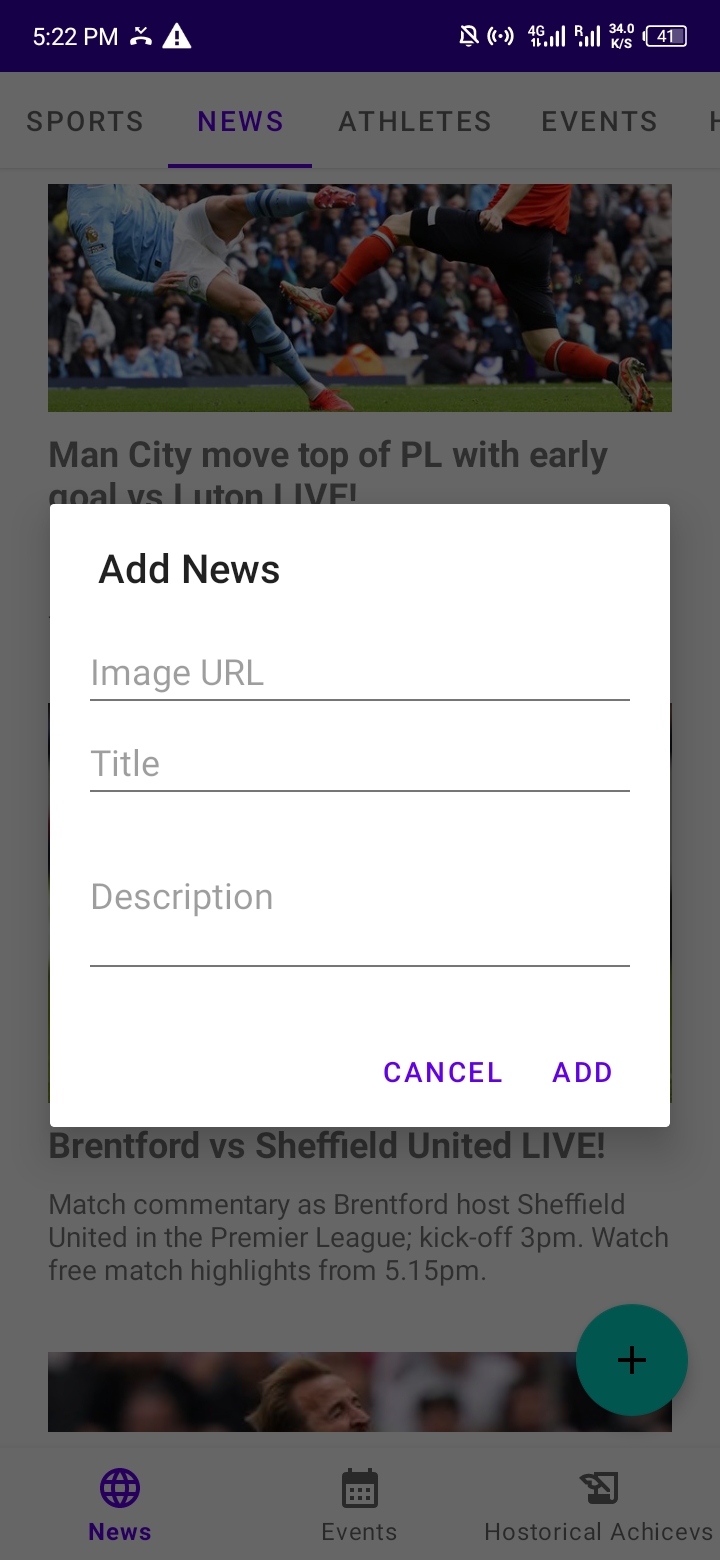 5:22 PM
4G R 34.0 K/S 41
SPORTS NEWS ATHLETES EVENTS H
Man City move top of PL with early
goal vs Luton LIVE!
Add News
Image URL
Title
Description
CANCEL ADD
Brentford vs Sheffield United LIVE!
Match commentary as Brentford host Sheffield
United in the Premier League; kick-off 3pm. Watch
free match highlights from 5.15pm.
News Events Hostorical Achicevs